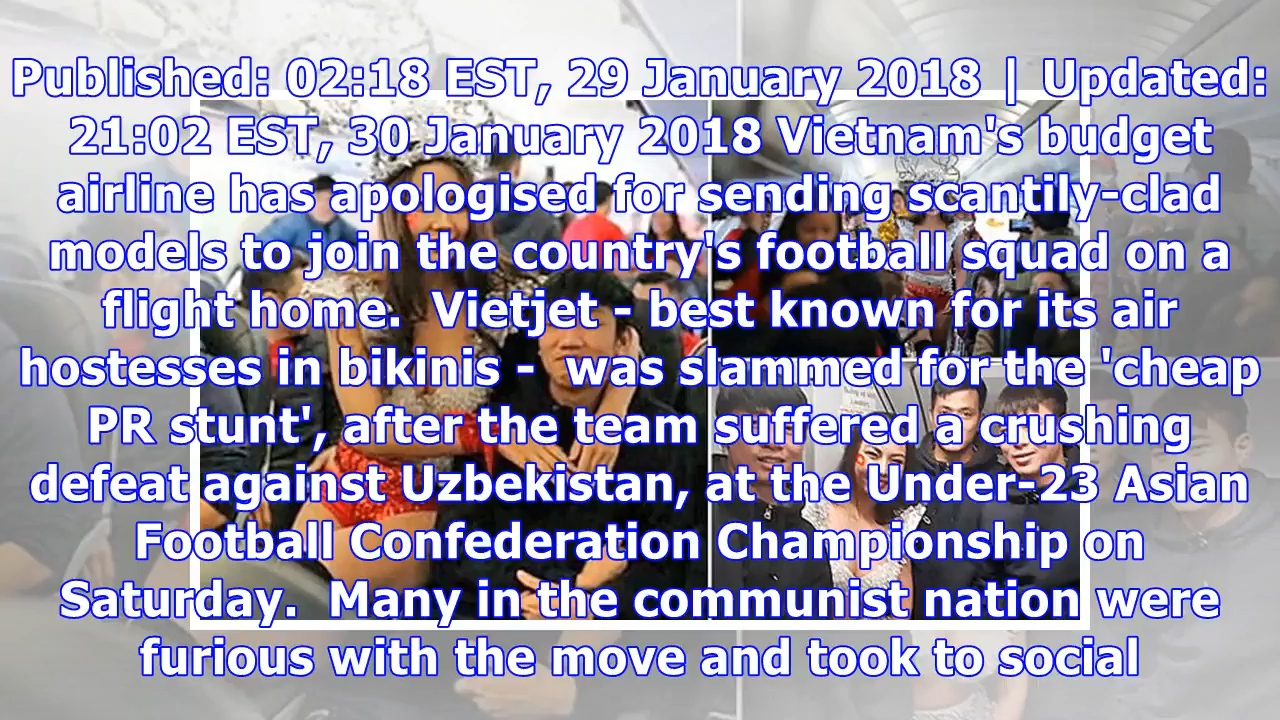 Published: 02:18 EST, 29 January 2018 | Updated:
21:02 EST, 30 January 2018 Vietnam's budget
airline has apologised for sending scantily-clad
models to join the country's football squad on a
flight home.  Vietjet - best known for its air
hostesses in bikinis -  was slammed for the 'cheap
PR stunt', after the team suffered a crushing
defeat against Uzbekistan, at the Under-23 Asian
Football Confederation Championship on
Saturday.  Many in the communist nation were
furious with the move and took to social